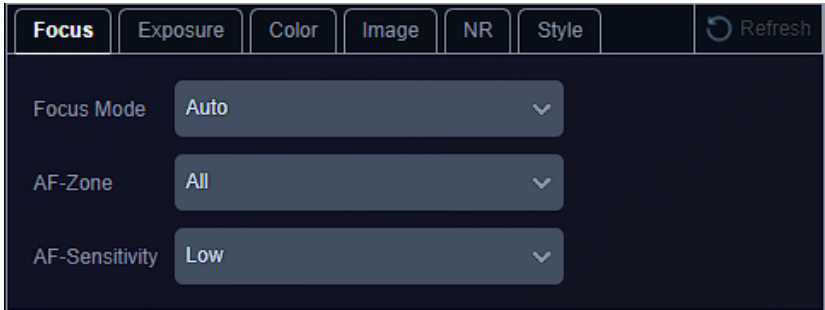 Focus Exposure Color Image NR Style Refresh
Focus Mode Auto
AF-Zone All
AF-Sensitivity Low